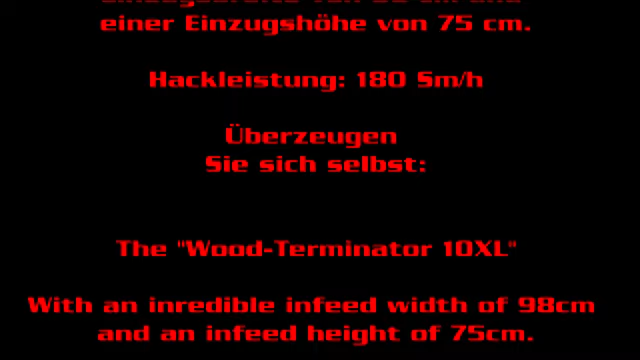 einer Einzugshöhe von 75 cm.
Hackleistung: 180 Sm/h
Überzeugen
Sie sich selbst:
The "Wood-Terminator 10XL"
With an inredible infeed width of 98cm
and an infeed height of 75cm.